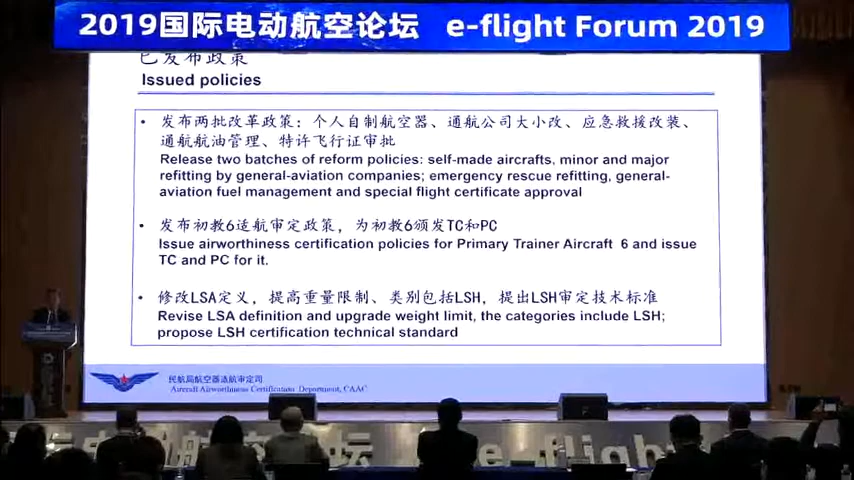 2019国际电动航空论坛 e-flight Forum 2019
已发布政策
Issued policies
• 发布两批改革政策：个人自制航空器、通航公司大小改、应急救援改装、
通航航油管理、特许飞行证审批
Release two batches of reform policies: self-made aircrafts, minor and major
refitting by general-aviation companies; emergency rescue refitting, general-
aviation fuel management and special flight certificate approval
• 发布初教6适航审定政策，为初教6颁发TC和PC
Issue airworthiness certification policies for Primary Trainer Aircraft 6 and issue
TC and PC for it.
• 修改LSA定义，提高重量限制、类别包括LSH，提出LSH审定技术标准
Revise LSA definition and upgrade weight limit, the categories include LSH;
propose LSH certification technical standard
民航局航空器适航审定司
Aircraft Airworthiness Certification Department, CAAC
论坛 e-flight